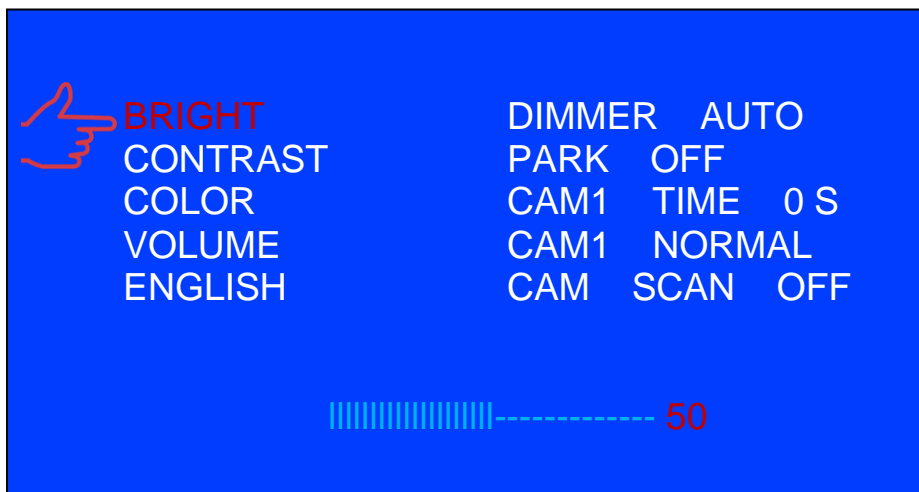 BRIGHT DIMMER AUTO
CONTRAST PARK OFF
COLOR CAM1 TIME 0 S
VOLUME CAM1 NORMAL
ENGLISH CAM SCAN OFF
50